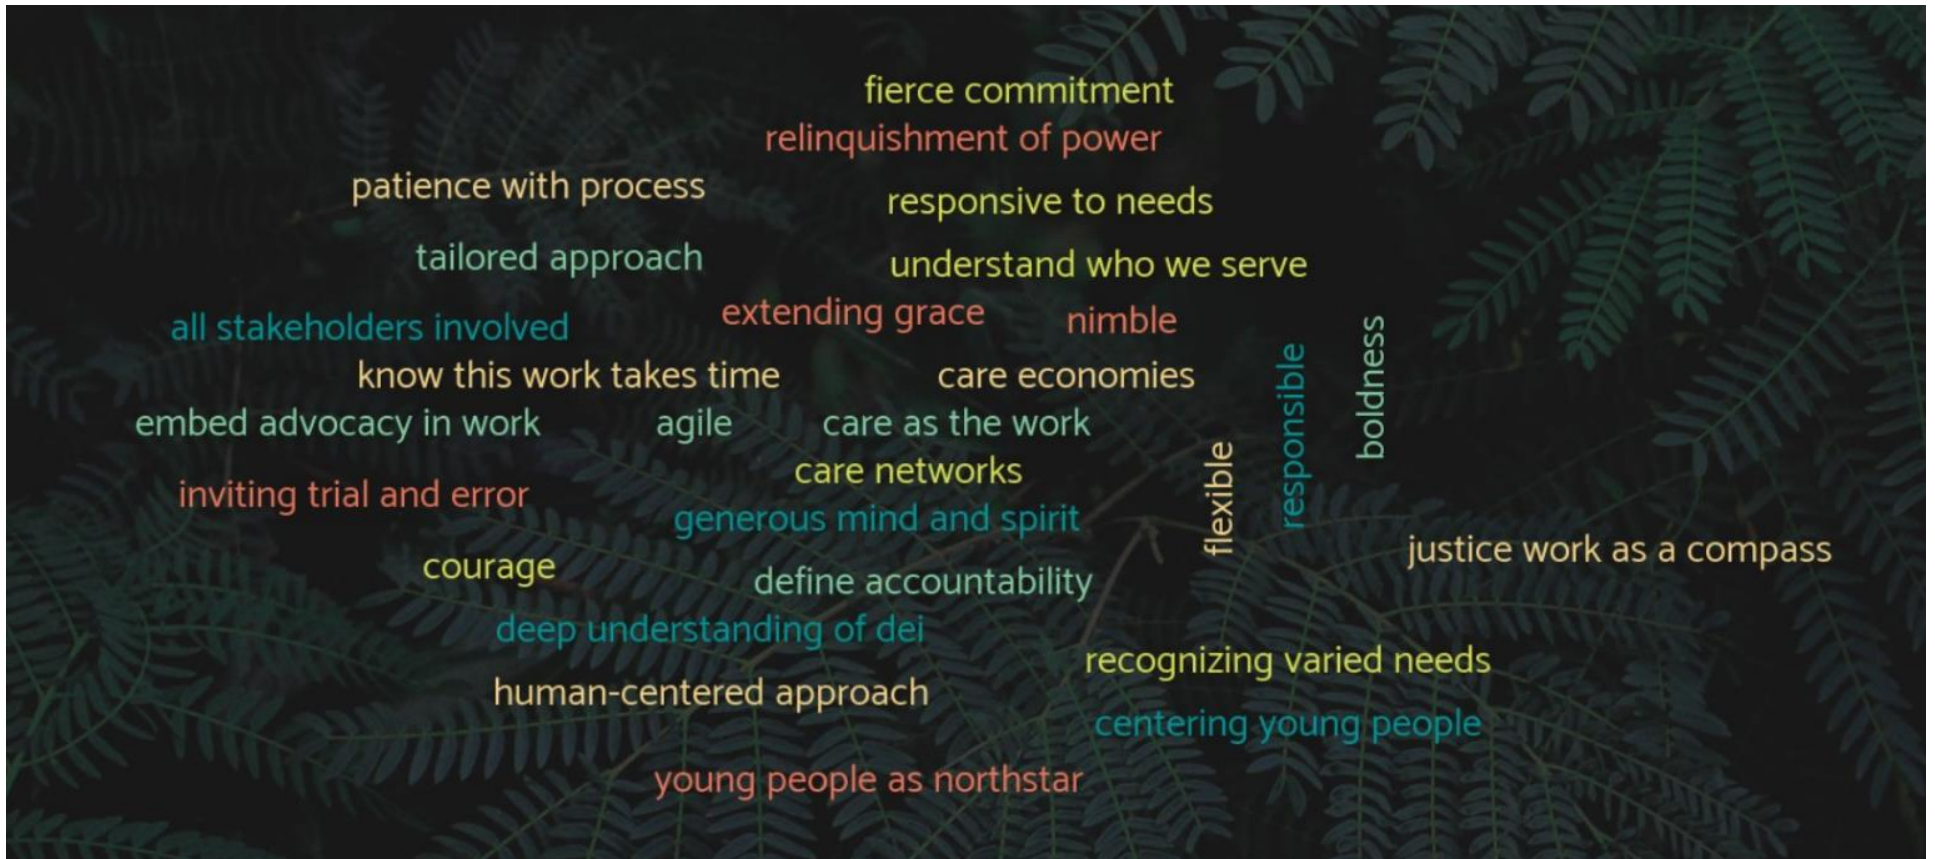 fierce commitment
relinquishment of power
patience with process
responsive to needs
tailored approach
understand who we serve
all stakeholders involved
extending grace
nimble
know this work takes time
care economies
responsible
boldness
embed advocacy in work
agile
care as the work
care networks
flexible
inviting trial and error
generous mind and spirit
justice work as a compass
courage
define accountability
deep understanding of dei
recognizing varied needs
human-centered approach
centering young people
young people as northstar